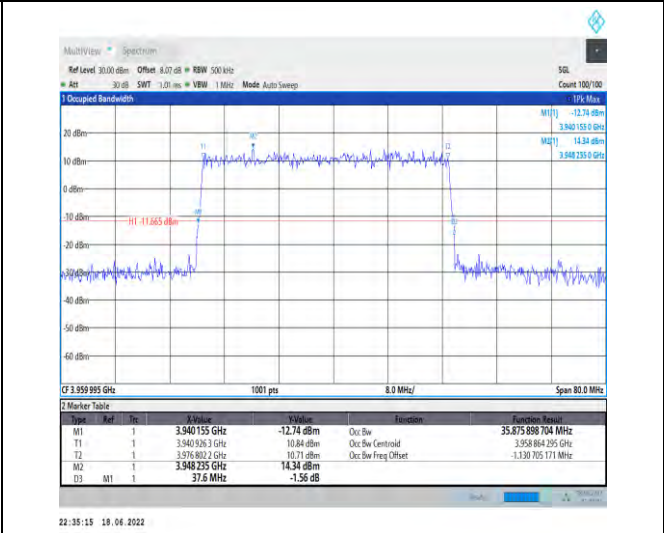 MultiView Spectrum
Ref Level 30.00 dBm Offset 8.07 dB RBW 500 kHz SGL
Att 30 dB SWT 1.01 ms VBW 1 MHz Mode Auto Sweep Count 100/100
1 Occupied Bandwidth 1Pk Max
M1[1] -12.74 dBm
3.940 155 0 GHz
M2[1] 14.34 dBm
3.948 235 0 GHz
20 dBm
T1 M2 T2
10 dBm
0 dBm
-10 dBm
M1
H1 -11.665 dBm
-20 dBm
-30 dBm
-40 dBm
-50 dBm
-60 dBm
CF 3.959 995 GHz 1001 pts 8.0 MHz/ Span 80.0 MHz
2 Marker Table
Type Ref Trc X-Value Y-Value Function Function Result
M1 1 3.940 155 GHz -12.74 dBm Occ Bw 35.875 898 704 MHz
T1 1 3.940 926 3 GHz 10.84 dBm Occ Bw Centroid 3.958 864 295 GHz
T2 1 3.976 802 2 GHz 10.71 dBm Occ Bw Freq Offset -1.130 705 171 MHz
M2 1 3.948 235 GHz 14.34 dBm
D3 M1 1 37.6 MHz -1.56 dB
22:35:15 18.06.2022